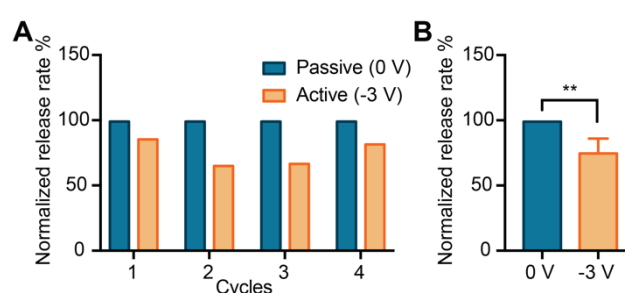 A
Normalized release rate %
150
100
50
0
Passive (0 V)
Active (-3 V)
1 2 3 4
Cycles
B
Normalized release rate %
150
100
50
0
**
0 V -3 V